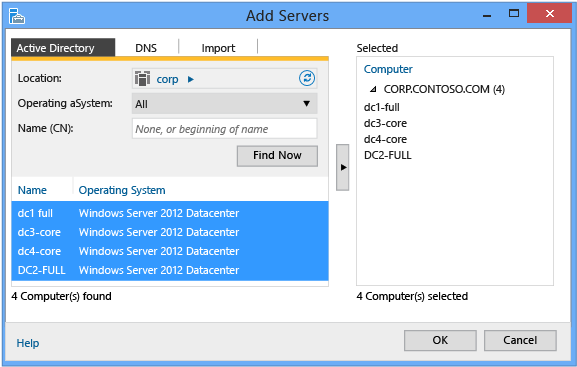 Add Servers
Active Directory DNS Import
Location: corp
Operating aSystem: All
Name (CN): None, or beginning of name
Find Now
Name Operating System
dc1 full Windows Server 2012 Datacenter
dc3-core Windows Server 2012 Datacenter
dc4-core Windows Server 2012 Datacenter
DC2-FULL Windows Server 2012 Datacenter
4 Computer(s) found
Selected
Computer
CORP.CONTOSO.COM (4)
dc1-full
dc3-core
dc4-core
DC2-FULL
4 Computer(s) selected
Help
OK Cancel